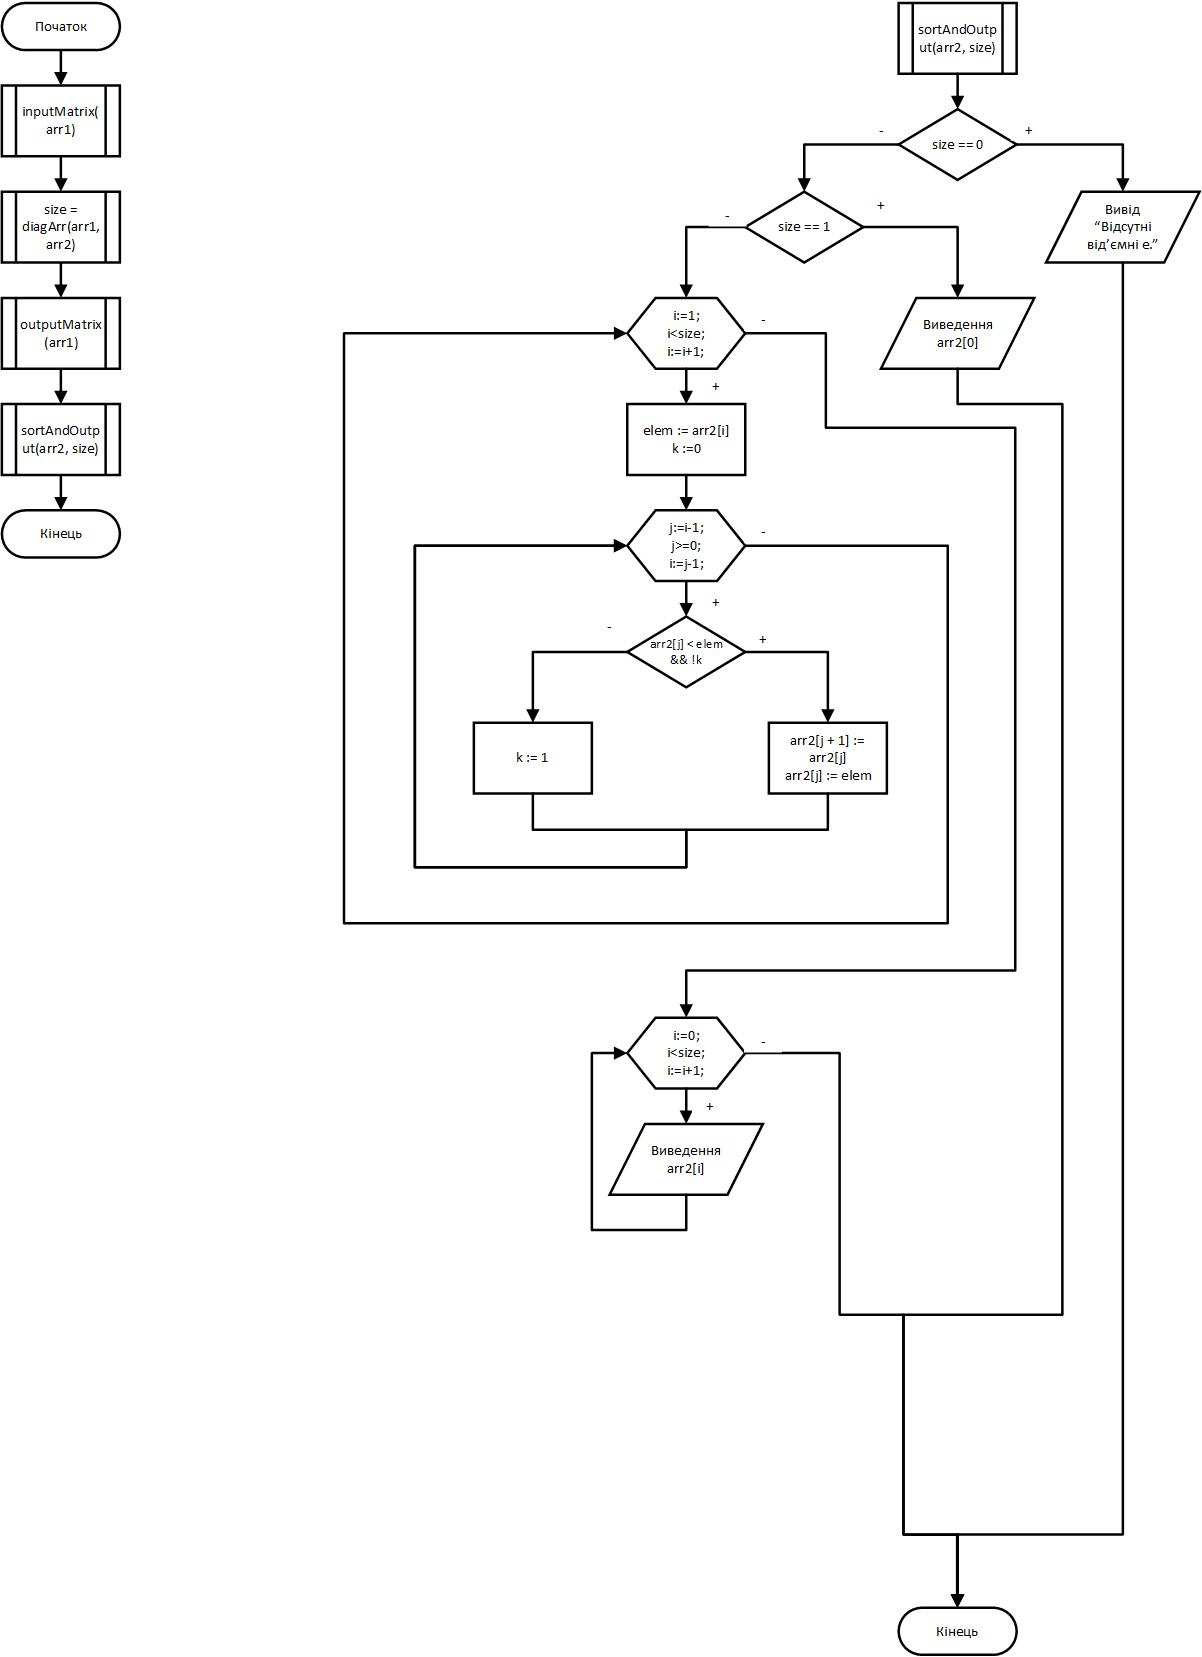 Початок
inputMatrix(
arr1)
size =
diagArr(arr1,
arr2)
outputMatrix
(arr1)
sortAndOutp
ut(arr2, size)
Кінець
sortAndOutp
ut(arr2, size)
size == 0
-
+
Вивід
“Відсутні
від’ємні е.”
size == 1
-
+
Виведення
arr2[0]
i:=1;
i<size;
i:=i+1;
-
+
elem := arr2[i]
k :=0
j:=i-1;
j>=0;
i:=j-1;
-
+
arr2[j] < elem
&& !k
-
+
k := 1
arr2[j + 1] :=
arr2[j]
arr2[j] := elem
i:=0;
i<size;
i:=i+1;
-
+
Виведення
arr2[i]
Кінець